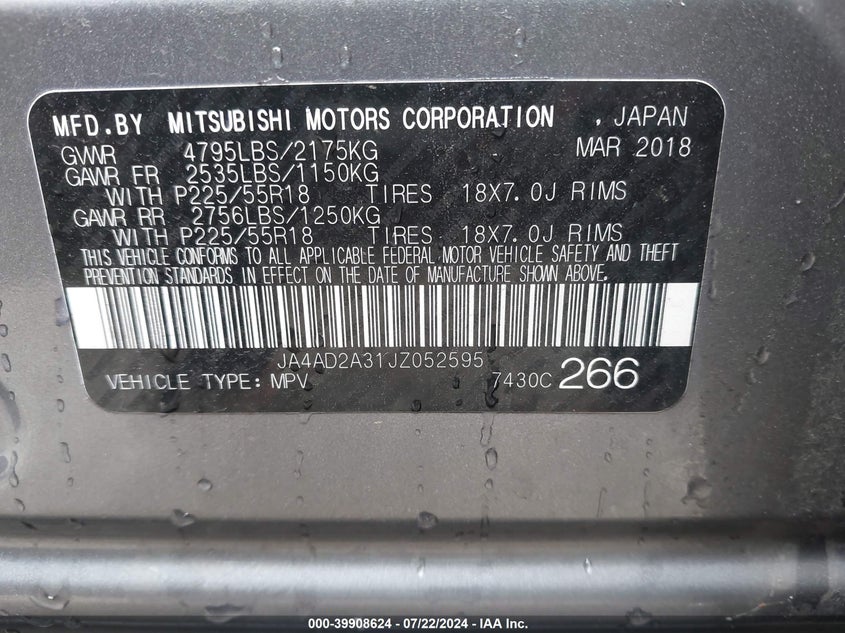 MFD.BY MITSUBISHI MOTORS CORPORATION , JAPAN
GVWR 4795LBS/2175KG MAR 2018
GAWR FR 2535LBS/1150KG
WITH P225/55R18 TIRES 18X7.0J RIMS
GAWR RR 2756LBS/1250KG
WITH P225/55R18 TIRES 18X7.0J RIMS
THIS VEHICLE CONFORMS TO ALL APPLICABLE FEDERAL MOTOR VEHICLE SAFETY AND THEFT
PREVENTION STANDARDS IN EFFECT ON THE DATE OF MANUFACTURE SHOWN ABOVE.
JA4AD2A31JZ052595
VEHICLE TYPE: MPV 7430C 266
000-39908624 - 07/22/2024 - IAA Inc.